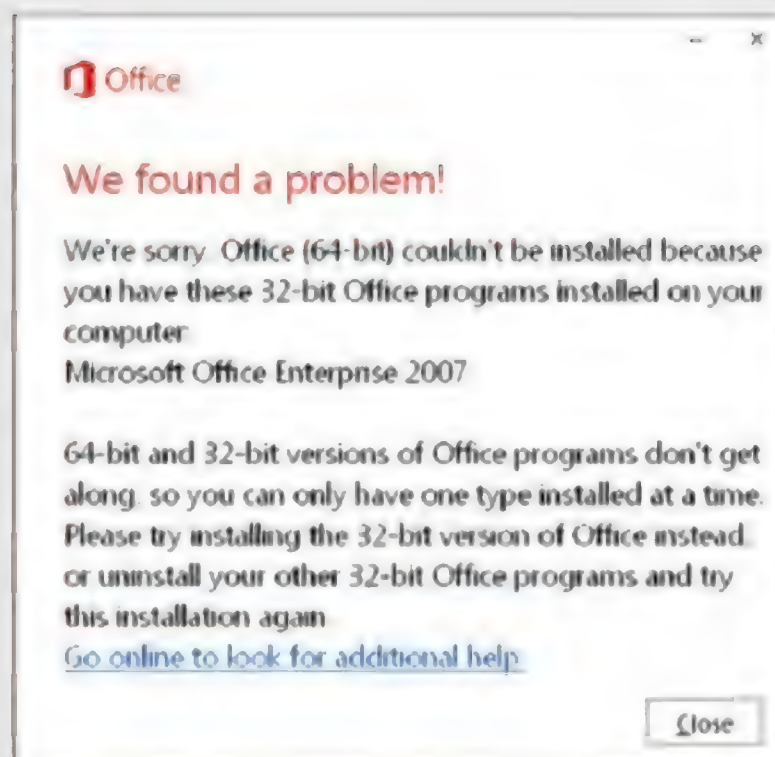 Office
We found a problem!
We're sorry. Office (64-bit) couldn't be installed because
you have these 32-bit Office programs installed on your
computer
Microsoft Office Enterprise 2007
64-bit and 32-bit versions of Office programs don't get
along, so you can only have one type installed at a time.
Please try installing the 32-bit version of Office instead
or uninstall your other 32-bit Office programs and try
this installation again
Go online to look for additional help.
Close